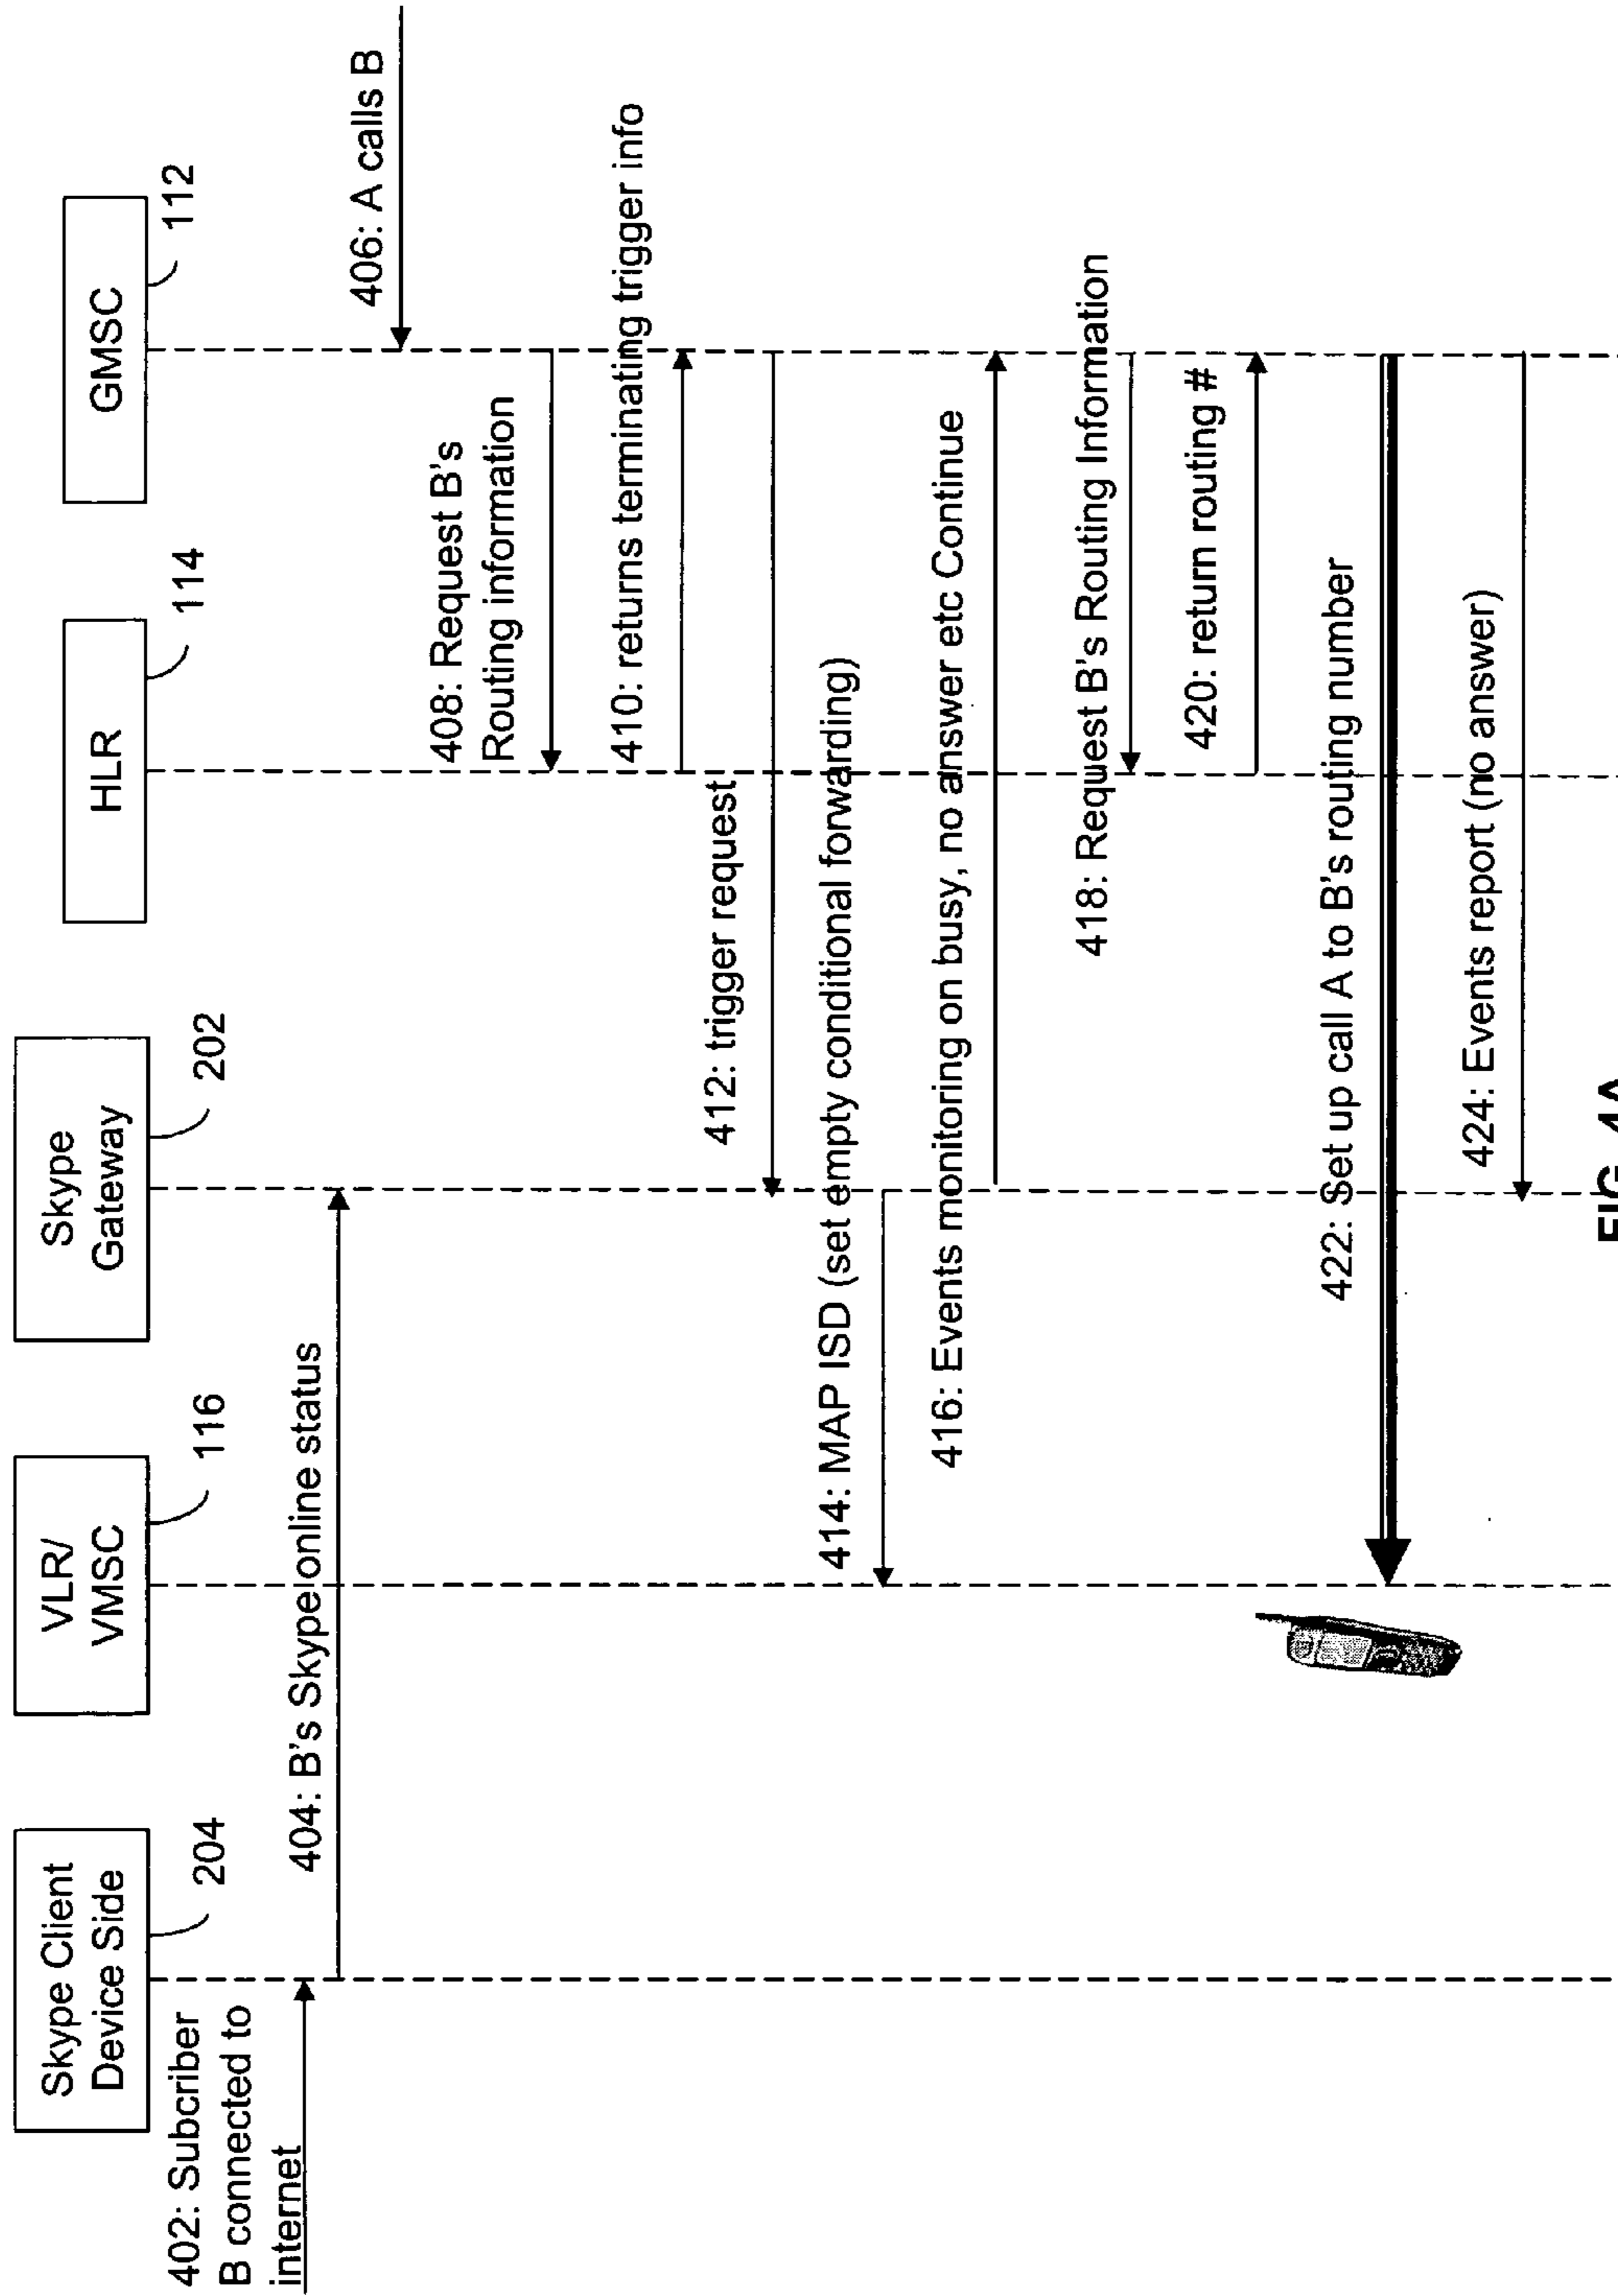 Skype Client
Device Side
204
VLR/
VMSC
116
Skype
Gateway
202
HLR
114
GMSC
112
402: Subcriber
B connected to
internet
404: B's Skype online status
406: A calls B
408: Request B's
Routing information
410: returns terminating trigger info
412: trigger request
414: MAP ISD (set empty conditional forwarding)
416: Events monitoring on busy, no answer etc Continue
418: Request B's Routing Information
420: return routing #
422: Set up call A to B's routing number
424: Events report (no answer)
FIG. 4A